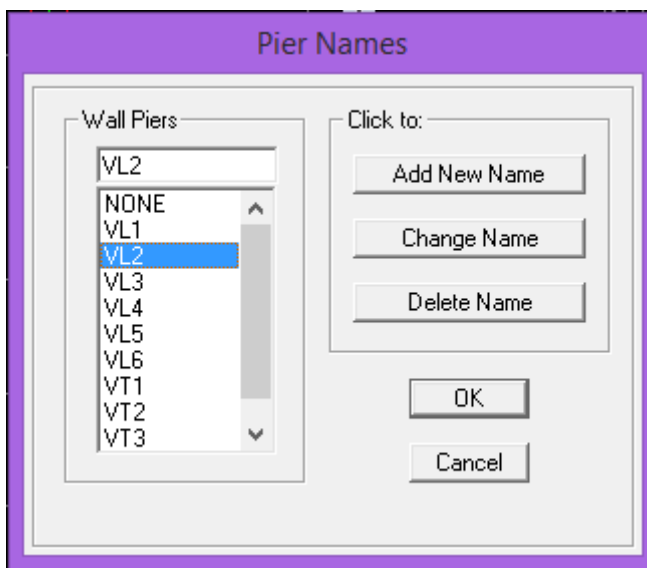 Pier Names
Wall Piers
VL2
NONE
VL1
VL2
VL3
VL4
VL5
VL6
VT1
VT2
VT3
Click to:
Add New Name
Change Name
Delete Name
OK
Cancel